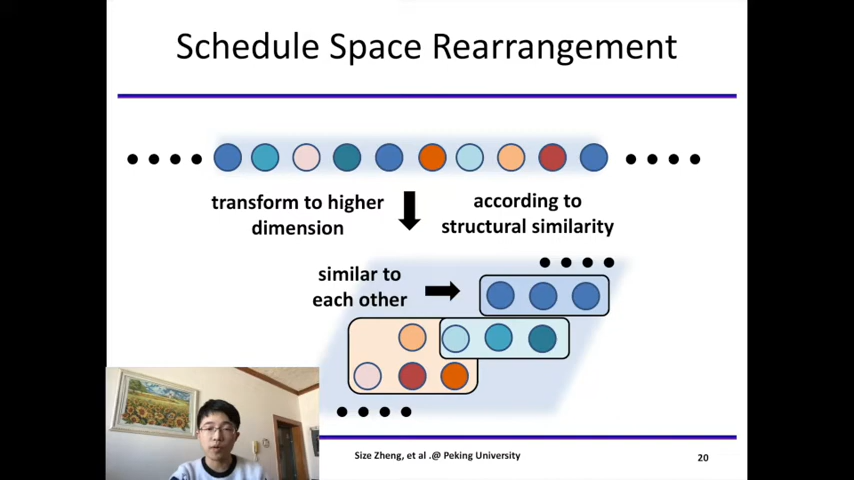 Schedule Space Rearrangement
transform to higher
dimension
according to
structural similarity
similar to
each other
Size Zheng, et al .@ Peking University
20